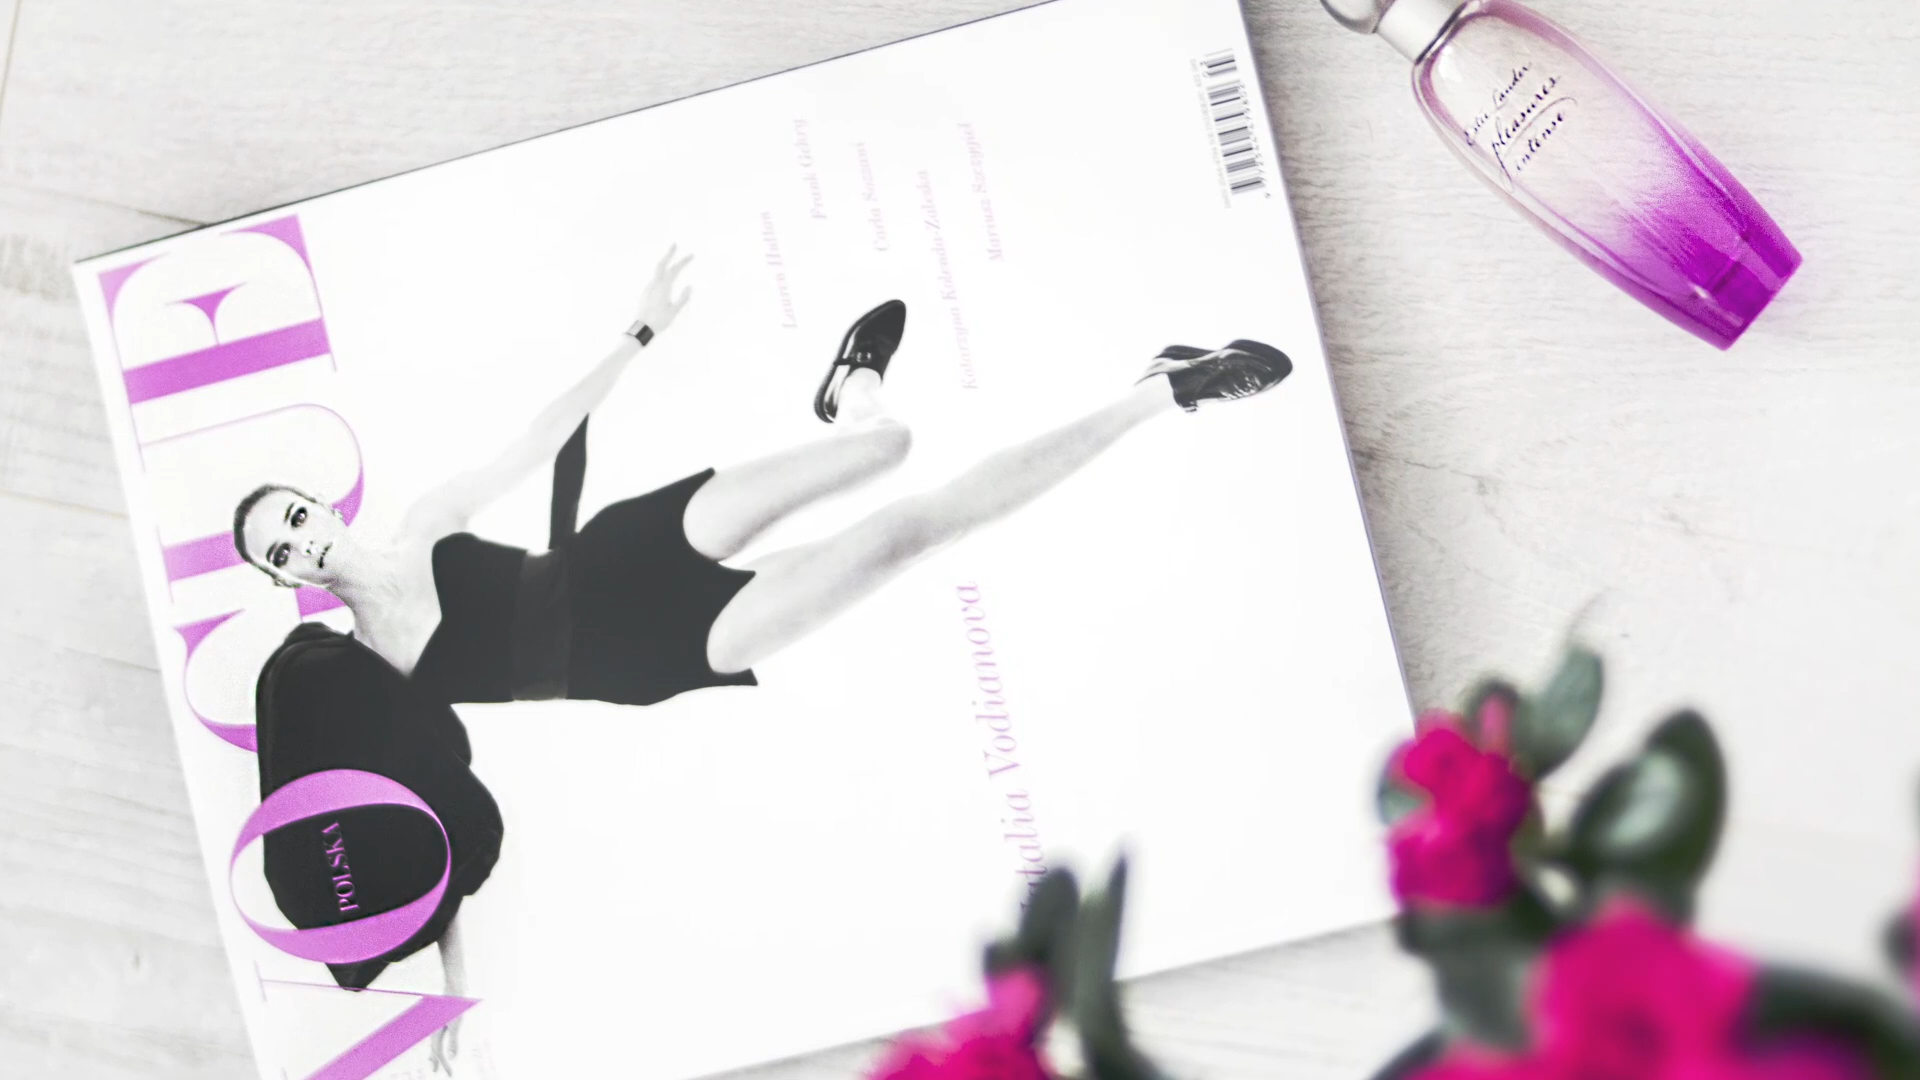 VOGUE
POLSKA
Lauren Hutton
Frank Gehry
Carla Sozzani
Katarzyna Kolenda-Zaleska
Mariusz Szczygieł
Natalia Vodianova
Estée Lauder
pleasures
intense